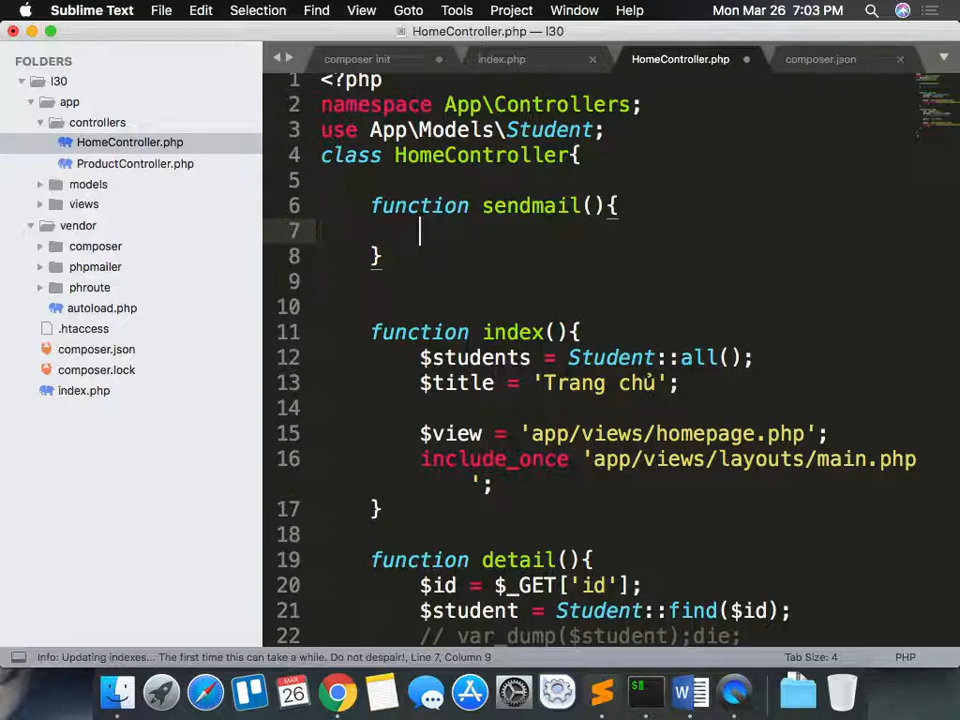 Sublime Text File Edit Selection Find View Goto Tools Project Window Help Mon Mar 26 7:03 PM
HomeController.php — l30
FOLDERS
l30
app
controllers
HomeController.php
ProductController.php
models
views
vendor
composer
phpmailer
phroute
autoload.php
.htaccess
composer.json
composer.lock
index.php
composer init index.php HomeController.php composer.json
1 <?php
2 namespace App\Controllers;
3 use App\Models\Student;
4 class HomeController{
5
6 function sendmail(){
7
8 }
9
10
11 function index(){
12 $students = Student::all();
13 $title = 'Trang chủ';
14
15 $view = 'app/views/homepage.php';
16 include_once 'app/views/layouts/main.php
';
17 }
18
19 function detail(){
20 $id = $_GET['id'];
21 $student = Student::find($id);
22 // var_dump($student);die;
Info: Updating indexes... The first time this can take a while. Do not despair!, Line 7, Column 9 Tab Size: 4 PHP
MAR
26